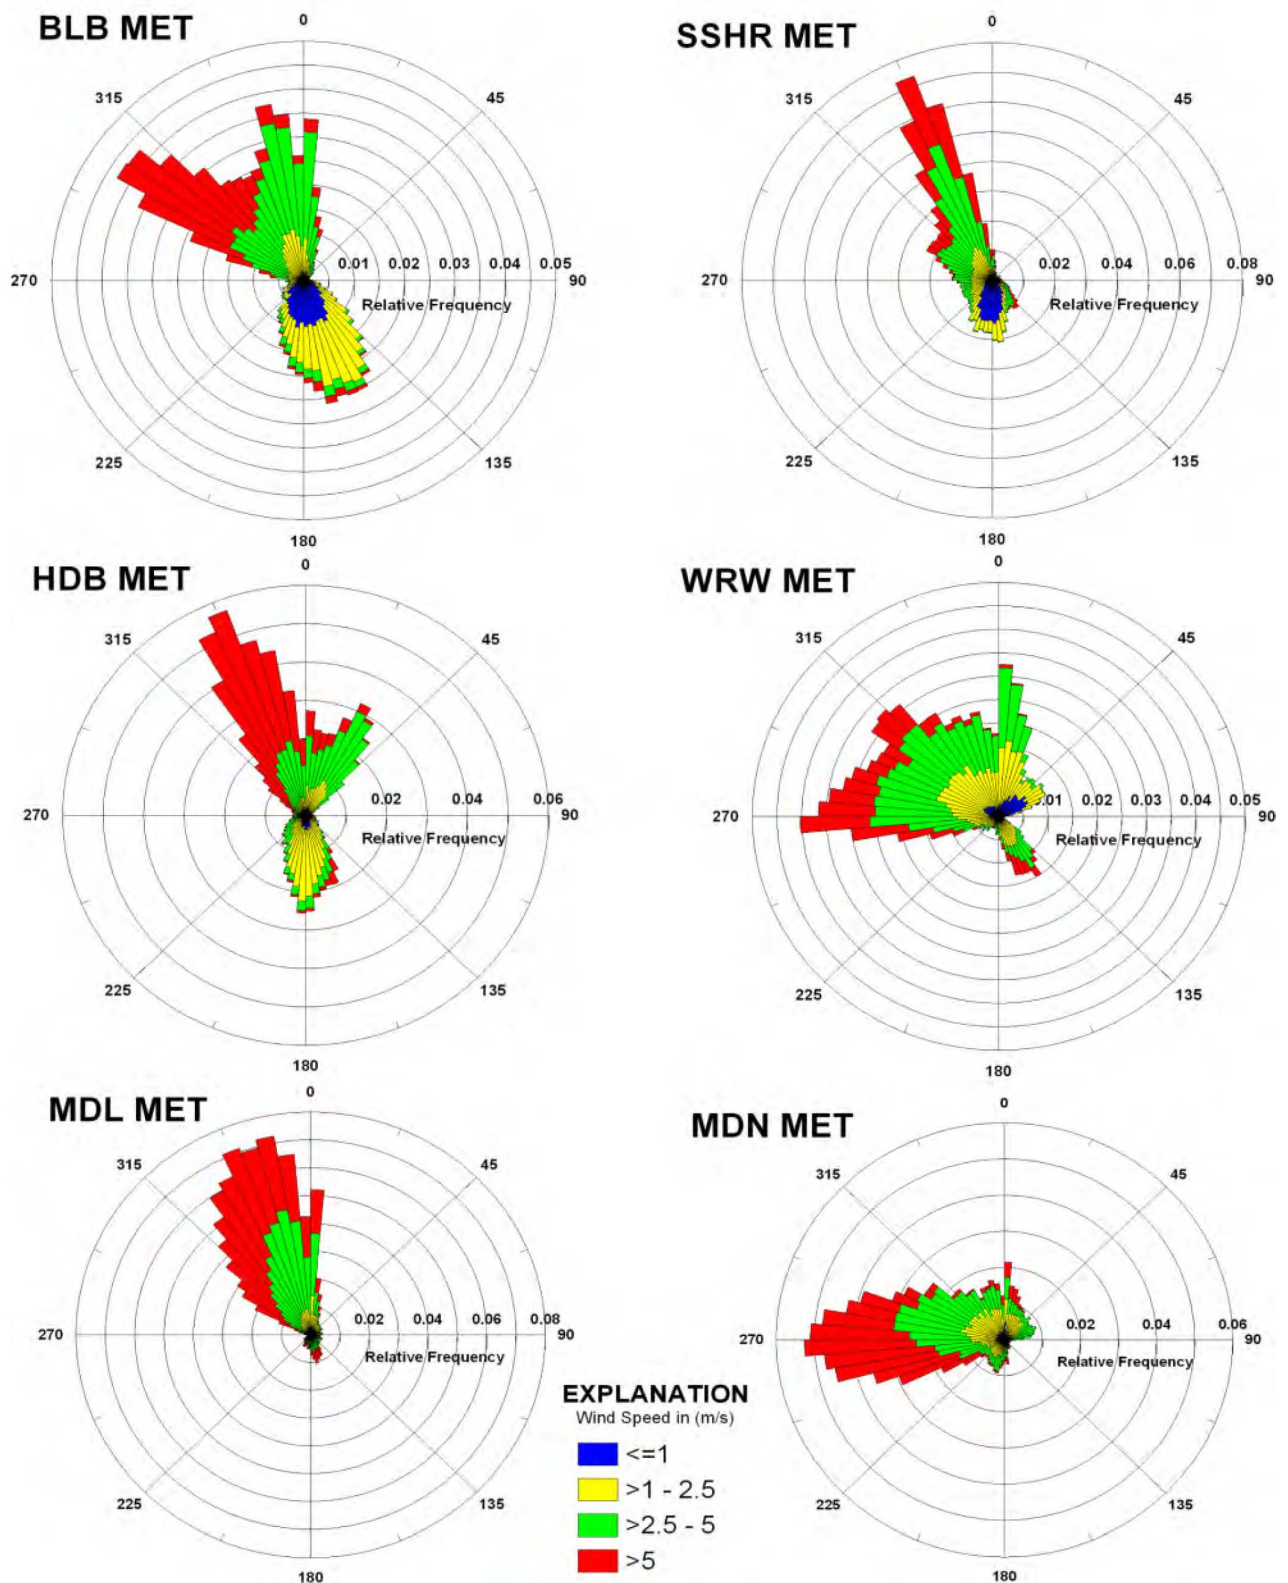 BLB MET
0
315
45
270
0.01 0.02 0.03 0.04 0.05
90
Relative Frequency
225
135
180
SSHR MET
0
315
45
270
0.02 0.04 0.06 0.08
90
Relative Frequency
225
135
180
HDB MET
0
315
45
270
0.02 0.04 0.06
90
Relative Frequency
225
135
180
WRW MET
0
315
45
270
0.01 0.02 0.03 0.04 0.05
90
Relative Frequency
225
135
180
MDL MET
0
315
45
270
0.02 0.04 0.06 0.08
90
Relative Frequency
225
135
180
MDN MET
0
315
45
270
0.02 0.04 0.06
90
Relative Frequency
225
135
180
EXPLANATION
Wind Speed in (m/s)
<=1
>1 - 2.5
>2.5 - 5
>5